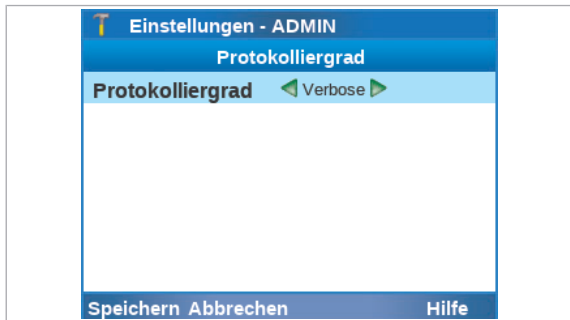 Einstellungen - ADMIN
Protokolliergrad
Protokolliergrad Verbose
Speichern Abbrechen Hilfe